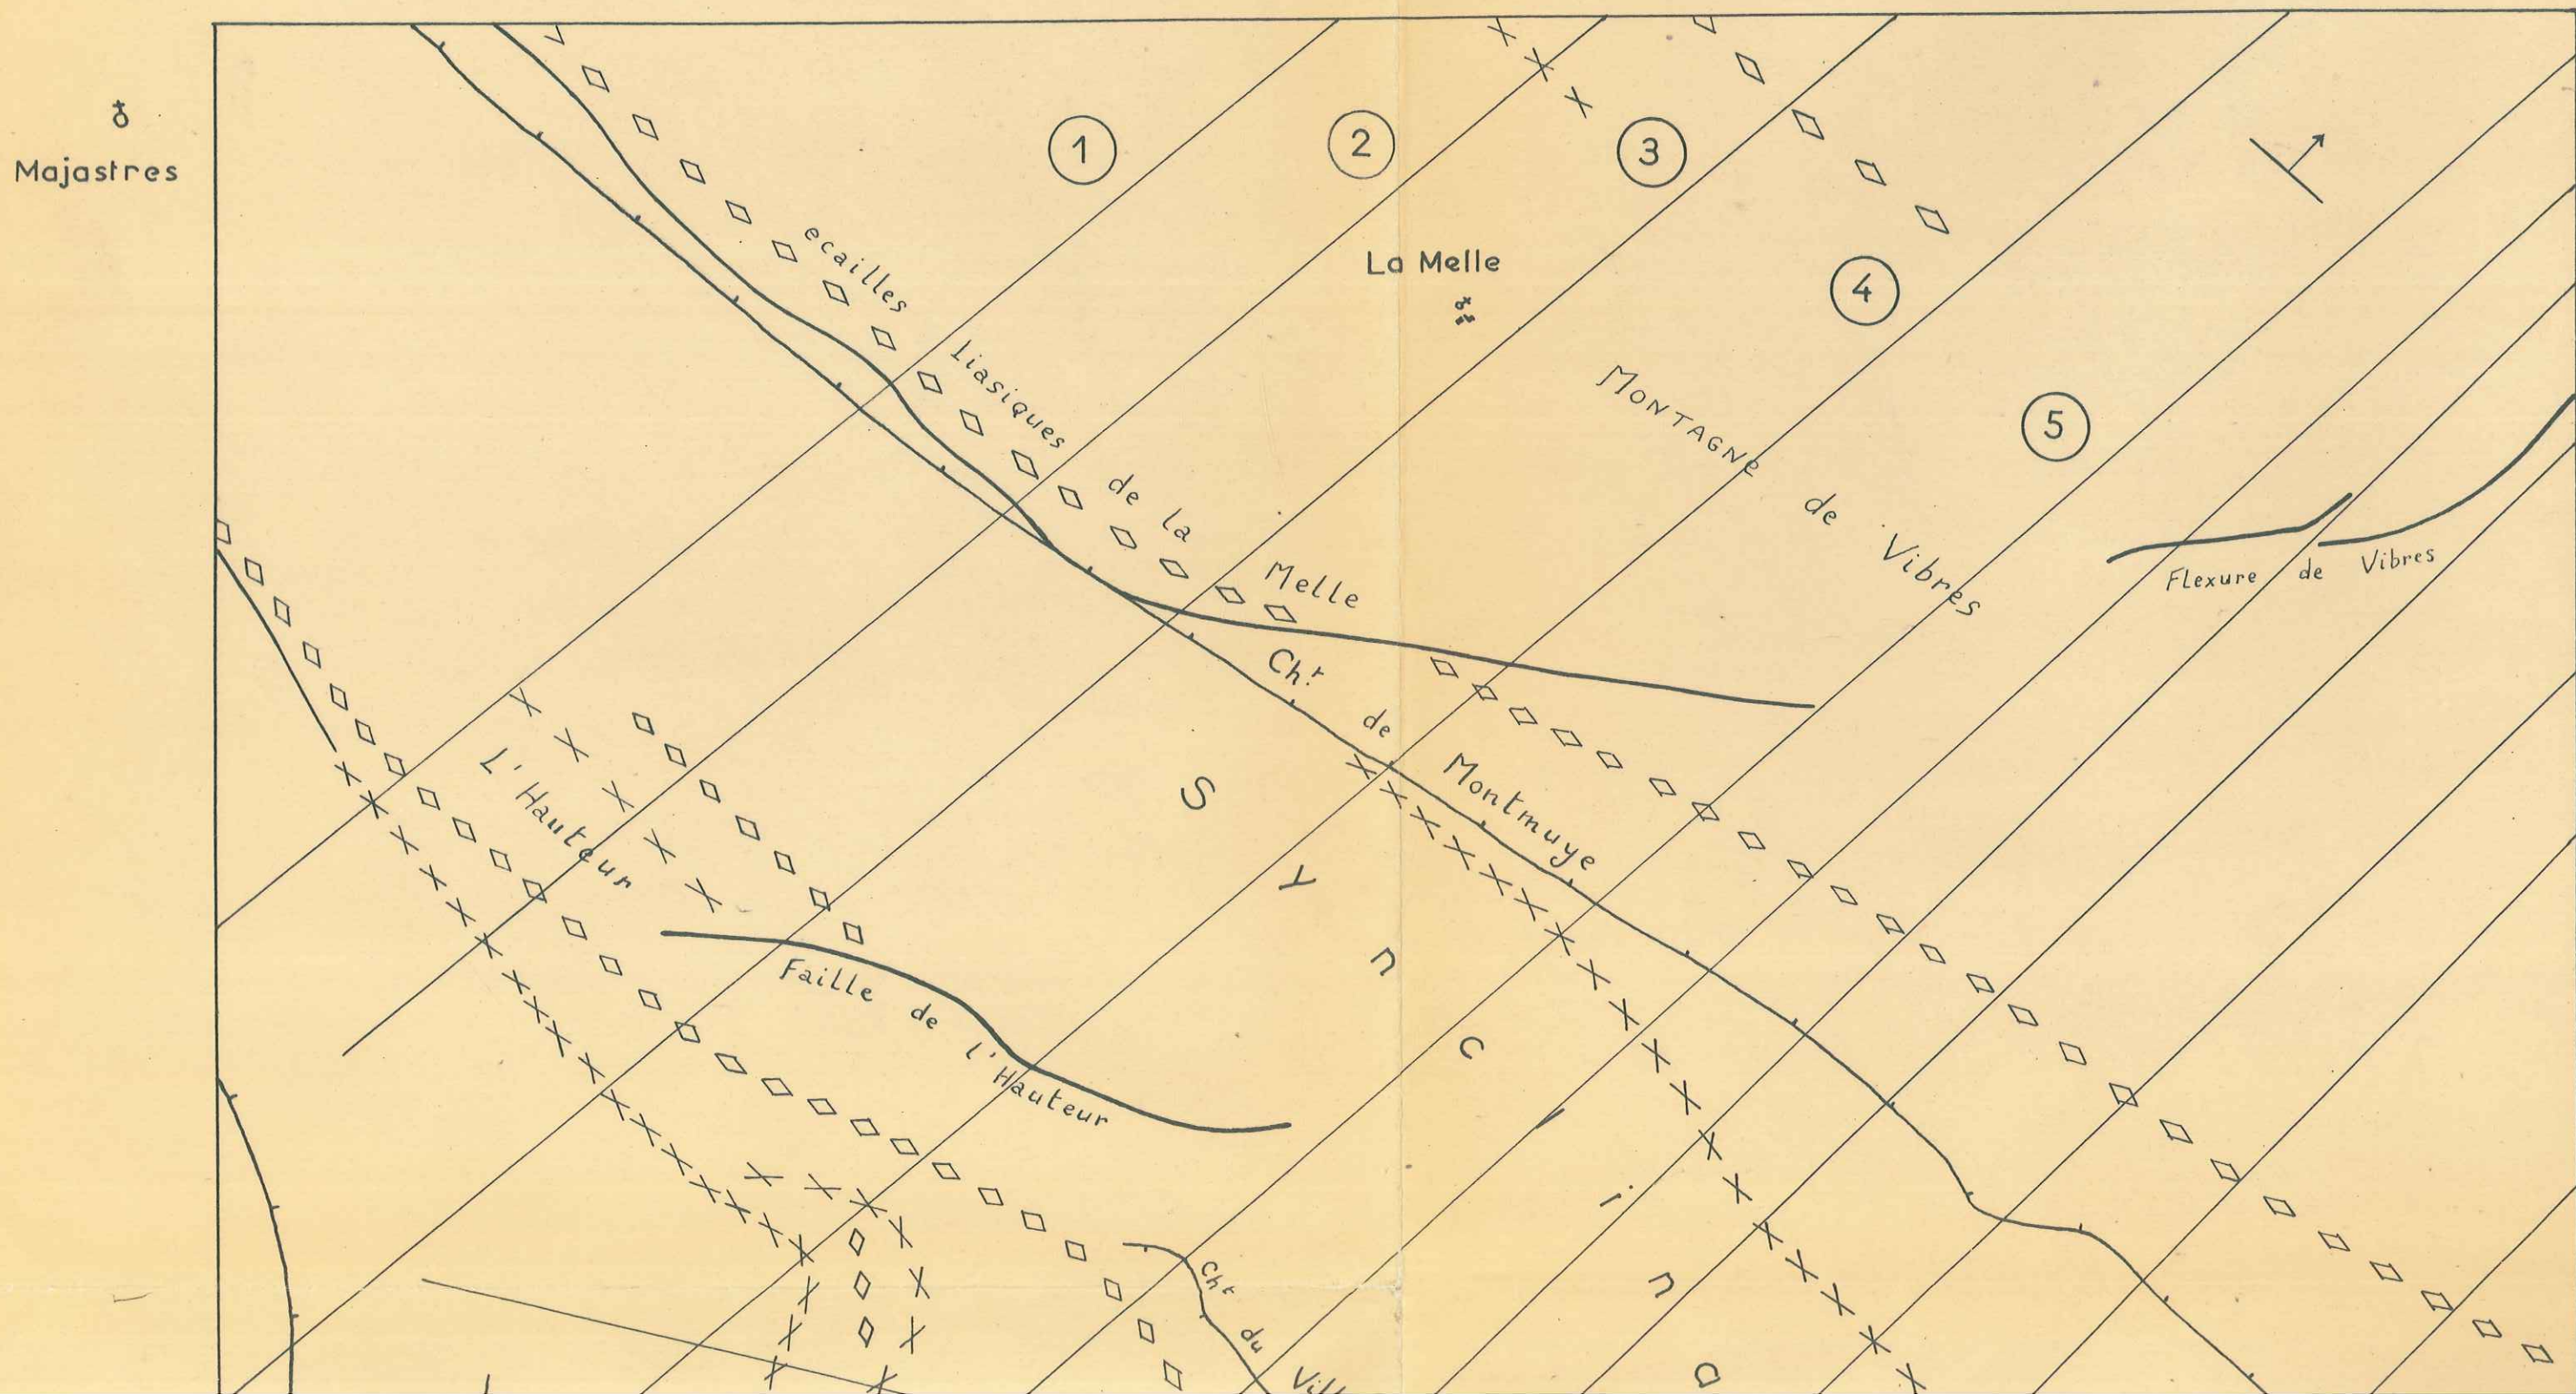 Majastres
1
2
3
4
5
ecailles Liasiques de la Melle
La Melle
MONTAGNe de Vibres
Flexure de Vibres
Cht de Montmuye
L'Hauteur
Faille de l'Hauteur
Cht du
S y n c l i n a